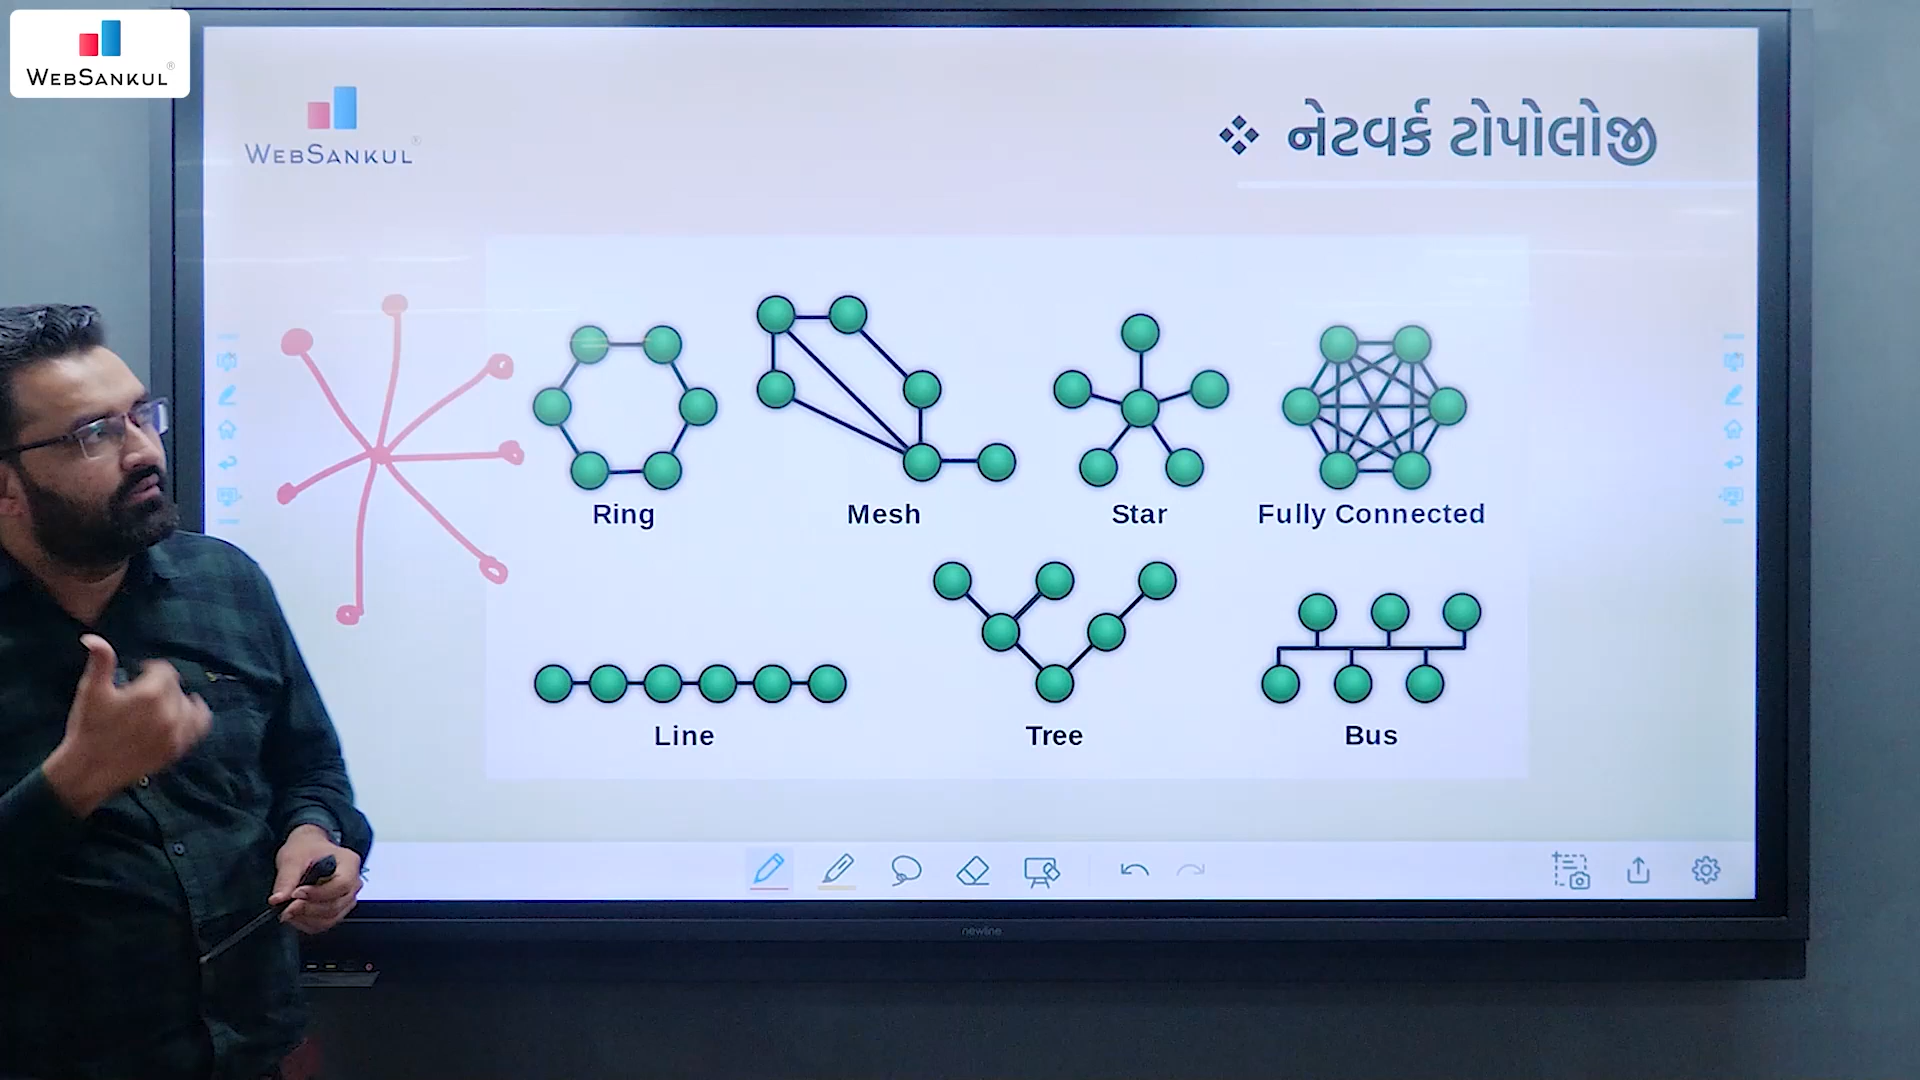 WEBSANKUL®
WEBSANKUL®
❖ નેટવર્ક ટોપોલોજી
Ring
Mesh
Star
Fully Connected
Line
Tree
Bus
newline